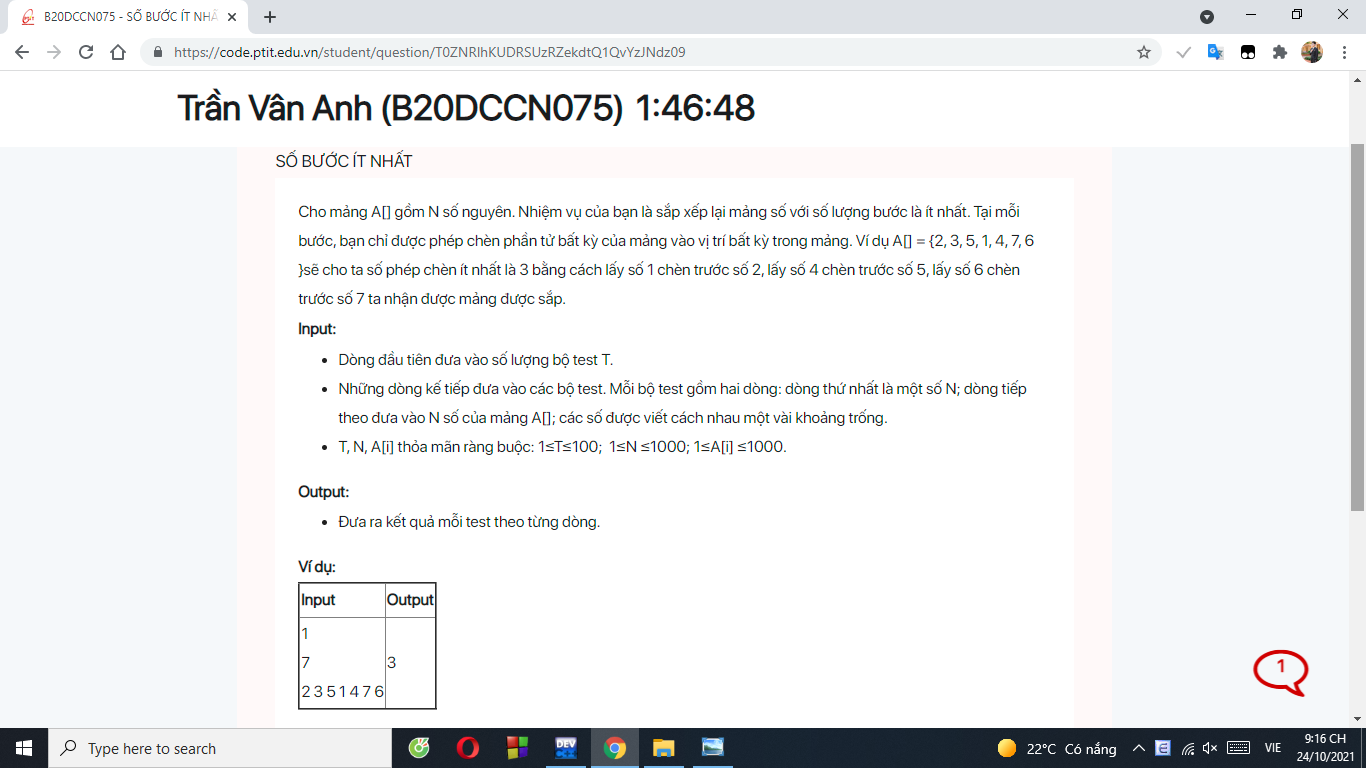 B20DCCN075 - SỐ BƯỚC ÍT NHẤ
https://code.ptit.edu.vn/student/question/T0ZNRlhKUDRSUzRZekdtQ1QvYzJNdz09
Trần Vân Anh (B20DCCN075) 1:46:48
SỐ BƯỚC ÍT NHẤT
Cho mảng A[] gồm N số nguyên. Nhiệm vụ của bạn là sắp xếp lại mảng số với số lượng bước là ít nhất. Tại mỗi
bước, bạn chỉ được phép chèn phần tử bất kỳ của mảng vào vị trí bất kỳ trong mảng. Ví dụ A[] = {2, 3, 5, 1, 4, 7, 6
}sẽ cho ta số phép chèn ít nhất là 3 bằng cách lấy số 1 chèn trước số 2, lấy số 4 chèn trước số 5, lấy số 6 chèn
trước số 7 ta nhận được mảng được sắp.
Input:
• Dòng đầu tiên đưa vào số lượng bộ test T.
• Những dòng kế tiếp đưa vào các bộ test. Mỗi bộ test gồm hai dòng: dòng thứ nhất là một số N; dòng tiếp
theo đưa vào N số của mảng A[]; các số được viết cách nhau một vài khoảng trống.
• T, N, A[i] thỏa mãn ràng buộc: 1≤T≤100; 1≤N ≤1000; 1≤A[i] ≤1000.
Output:
• Đưa ra kết quả mỗi test theo từng dòng.
Ví dụ:
Input Output
1
7 3
2 3 5 1 4 7 6
1
Type here to search
DEV
22°C Có nắng
VIE
9:16 CH
24/10/2021